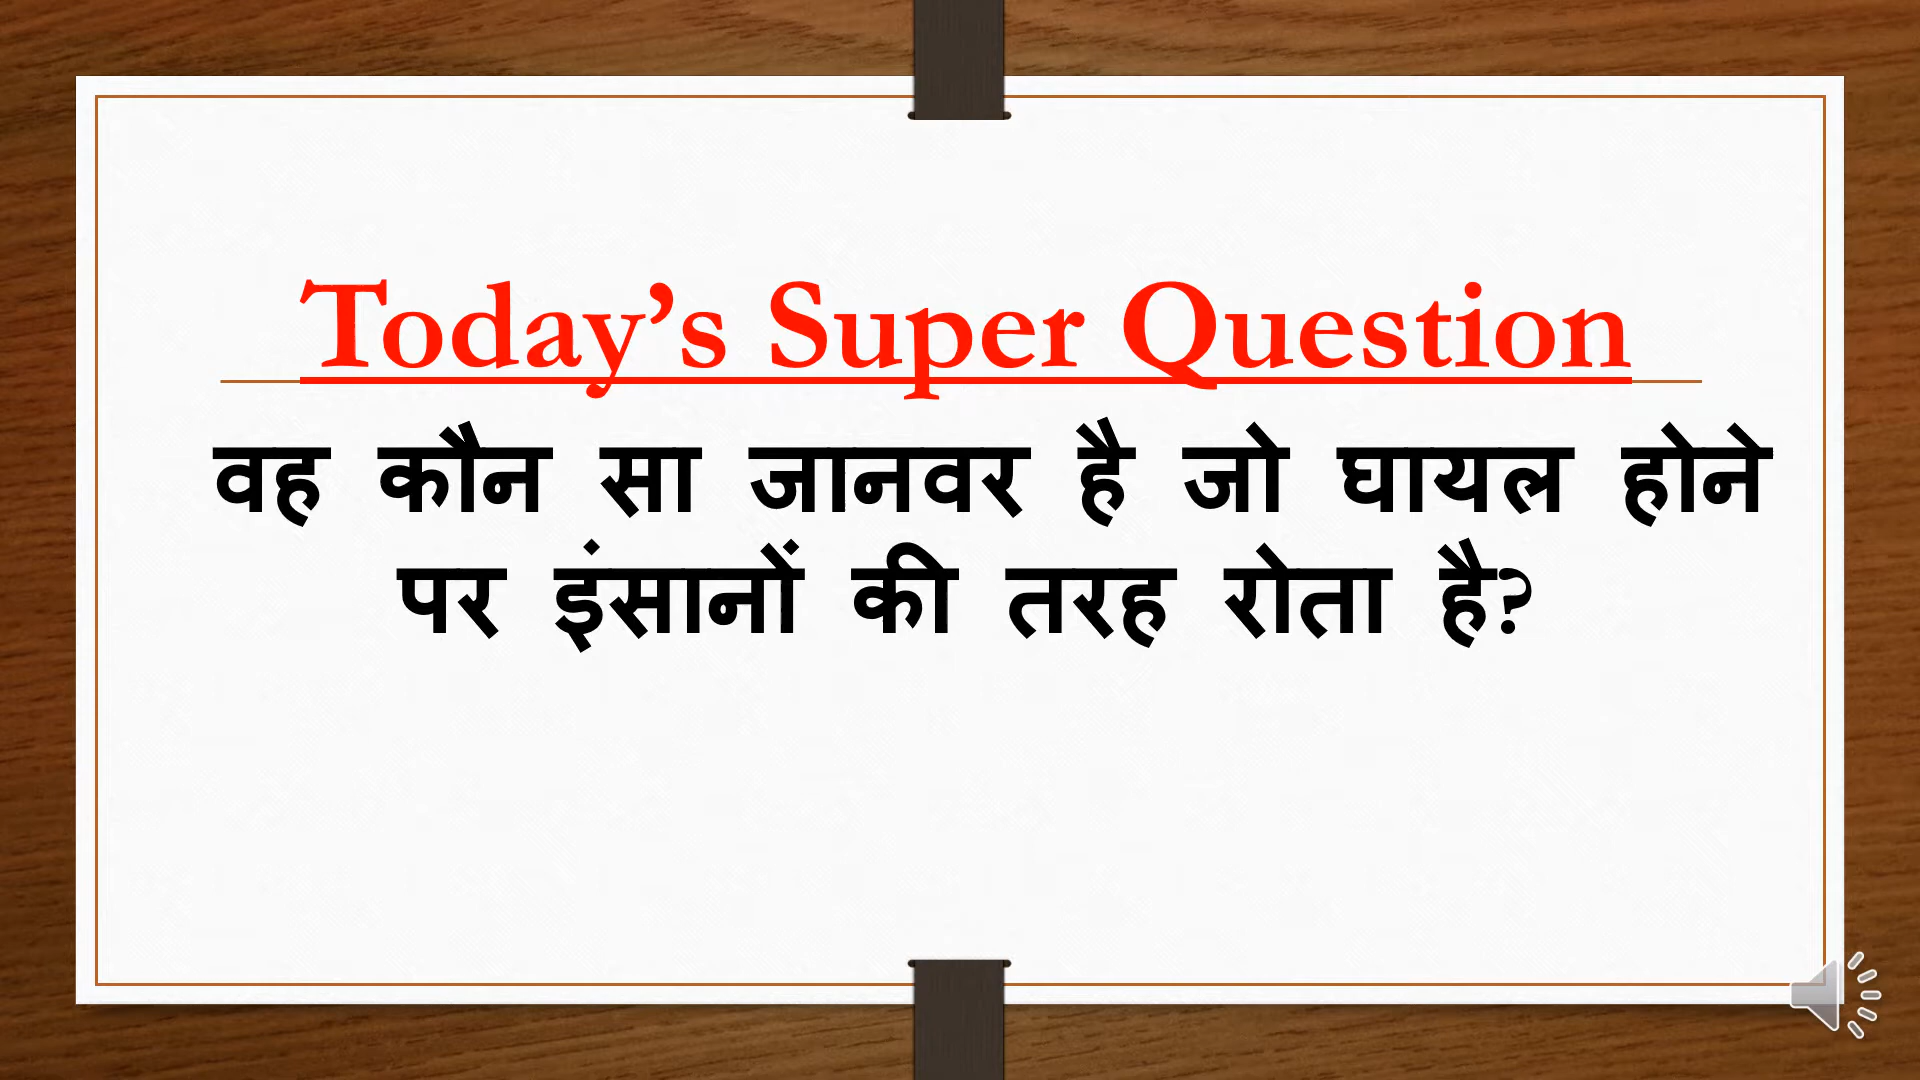 Today’s Super Question
वह कौन सा जानवर है जो घायल होने
पर इंसानों की तरह रोता है?